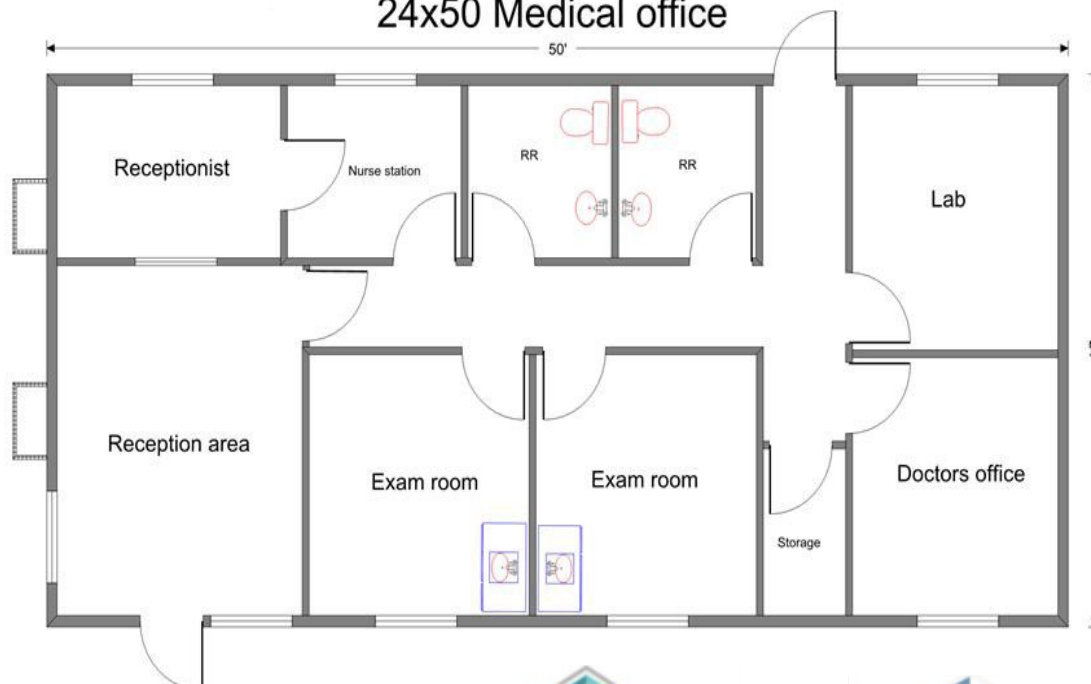 24x50 Medical office
50'
Receptionist
Nurse station
RR
RR
Lab
Reception area
Exam room
Exam room
Doctors office
Storage